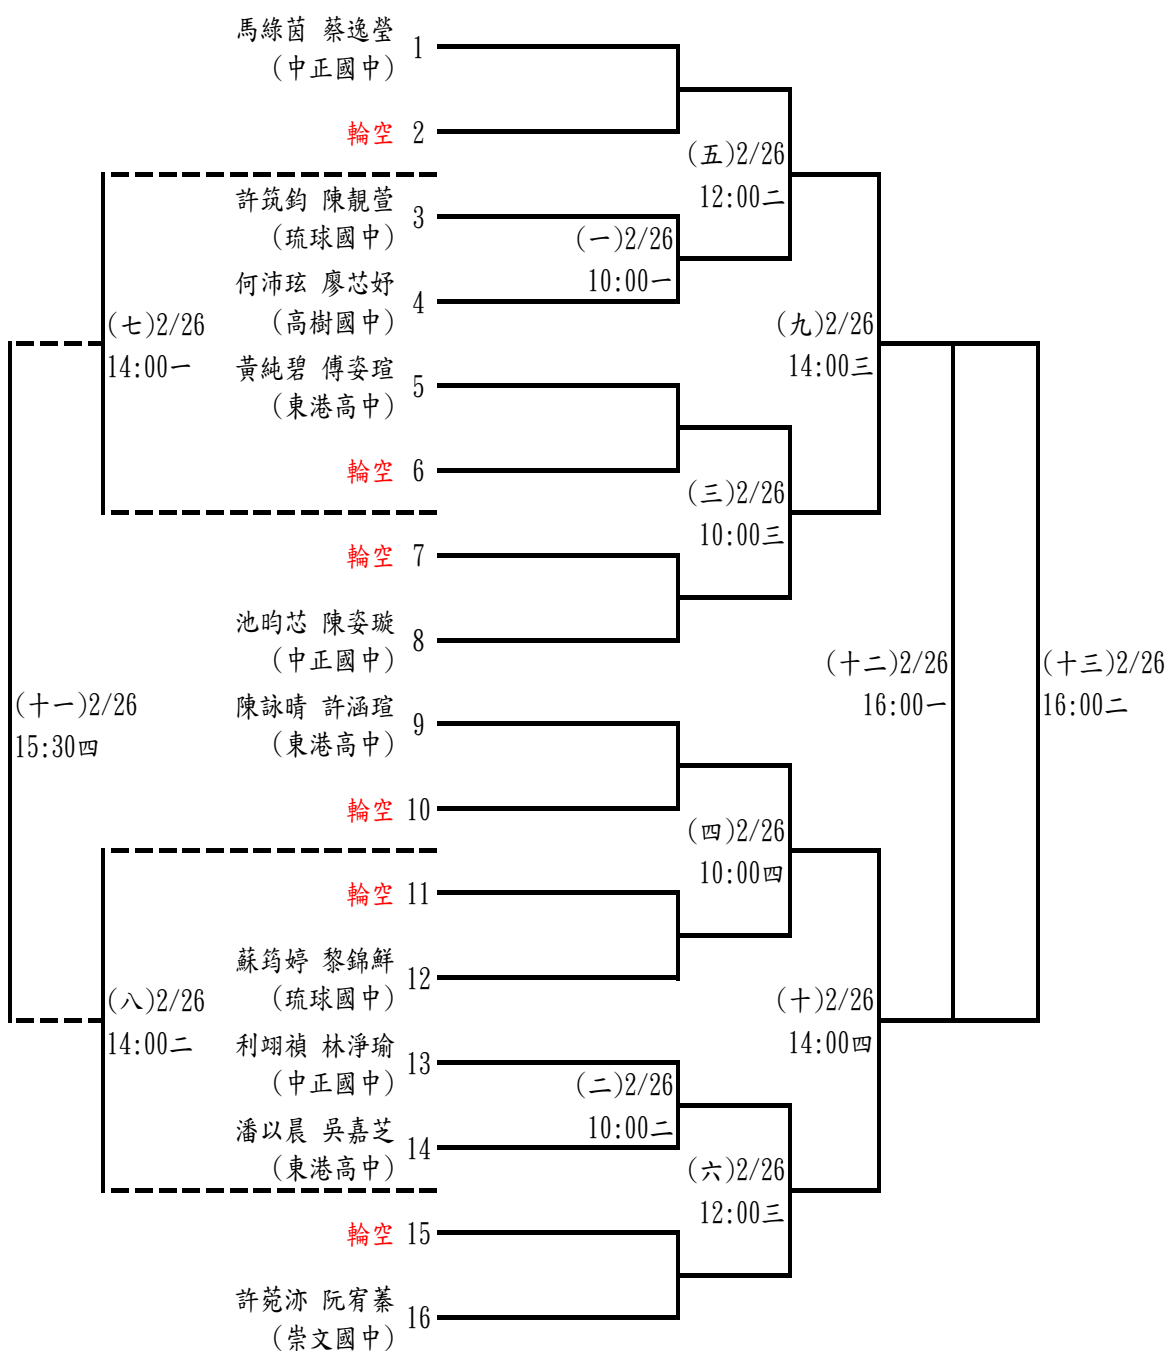 馬綠茵 蔡逸瑩
(中正國中)
1
輪空 2
(五)2/26
12:00二
許筑鈞 陳靚萱
(琉球國中)
3
(一)2/26
10:00一
何沛玹 廖芯妤
(高樹國中)
4
(七)2/26
14:00一
(九)2/26
14:00三
黃純碧 傅姿瑄
(東港高中)
5
輪空 6
(三)2/26
10:00三
輪空 7
池昀芯 陳姿璇
(中正國中)
8
(十二)2/26
16:00一
(十三)2/26
16:00二
(十一)2/26
15:30四
陳詠晴 許涵瑄
(東港高中)
9
輪空 10
(四)2/26
10:00四
輪空 11
蘇筠婷 黎錦鮮
(琉球國中)
12
(八)2/26
14:00二
(十)2/26
14:00四
利翊禎 林淨瑜
(中正國中)
13
(二)2/26
10:00二
潘以晨 吳嘉芝
(東港高中)
14
(六)2/26
12:00三
輪空 15
許菀洂 阮宥蓁
(崇文國中)
16